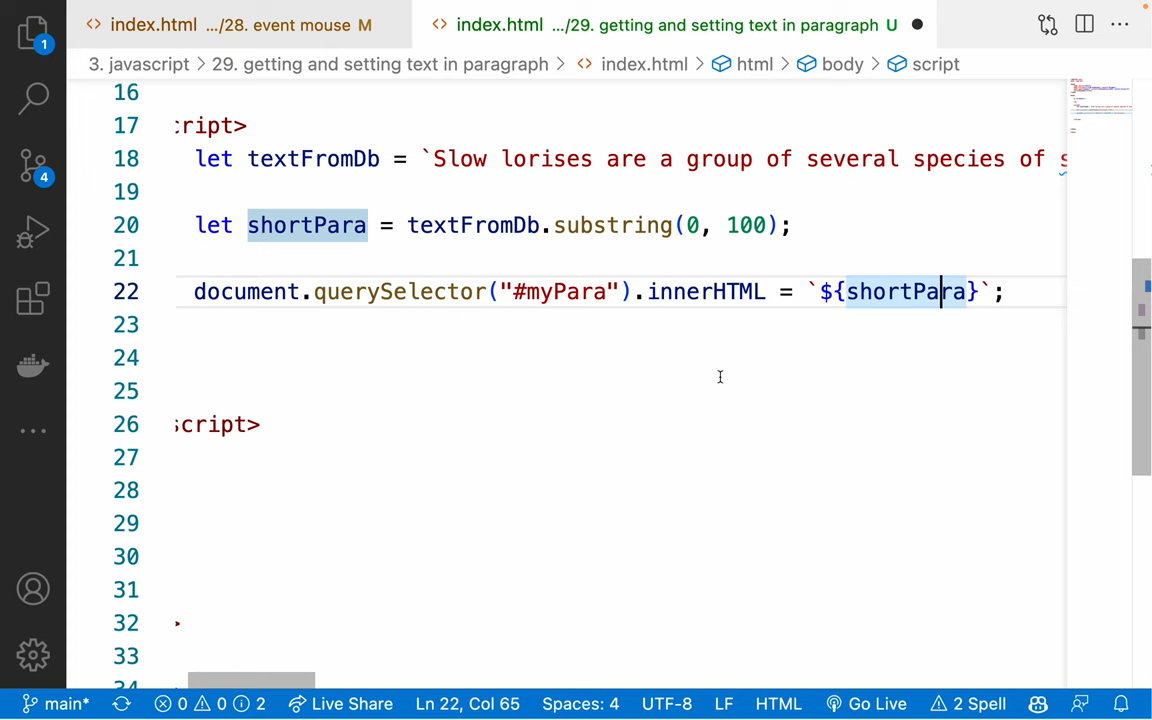 index.html .../28. event mouse M
index.html .../29. getting and setting text in paragraph U
3. javascript > 29. getting and setting text in paragraph > index.html > html > body > script
1
4
16
17 cript>
18 let textFromDb = `Slow lorises are a group of several species of s
19
20 let shortPara = textFromDb.substring(0, 100);
21
22 document.querySelector("#myPara").innerHTML = `${shortPara}`;
23
24
25
26 script>
27
28
29
30
31
32 >
33
34
main* 0 0 2 Live Share Ln 22, Col 65 Spaces: 4 UTF-8 LF HTML Go Live 2 Spell